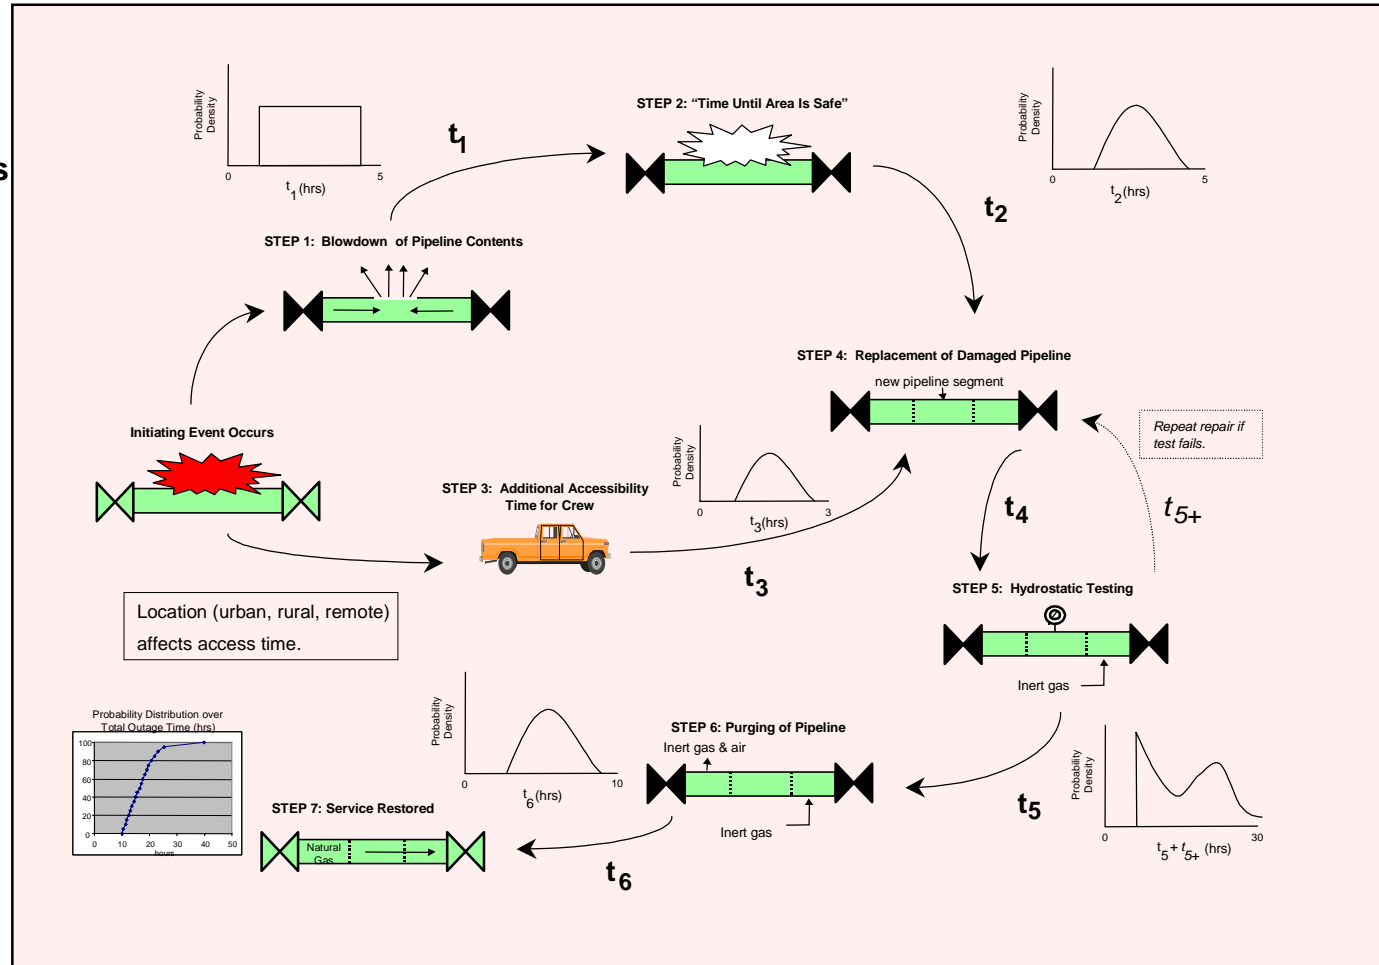 s
Probability
Density
0
5
t1(hrs)
t1
STEP 2: “Time Until Area Is Safe”
Probability
Density
0
5
t2(hrs)
t2
STEP 1: Blowdown of Pipeline Contents
STEP 4: Replacement of Damaged Pipeline
new pipeline segment
Repeat repair if
test fails.
Initiating Event Occurs
STEP 3: Additional Accessibility
Time for Crew
Probability
Density
0
3
t3(hrs)
t3
t4
t5+
STEP 5: Hydrostatic Testing
Inert gas
Location (urban, rural, remote)
affects access time.
Probability
Density
0
10
t6(hrs)
STEP 6: Purging of Pipeline
Inert gas & air
Inert gas
t5
Probability
Density
0
30
t5 + t5+ (hrs)
Probability Distribution over
Total Outage Time (hrs)
100
80
60
40
20
0
0 10 20 30 40 50
hours
STEP 7: Service Restored
Natural
Gas
t6